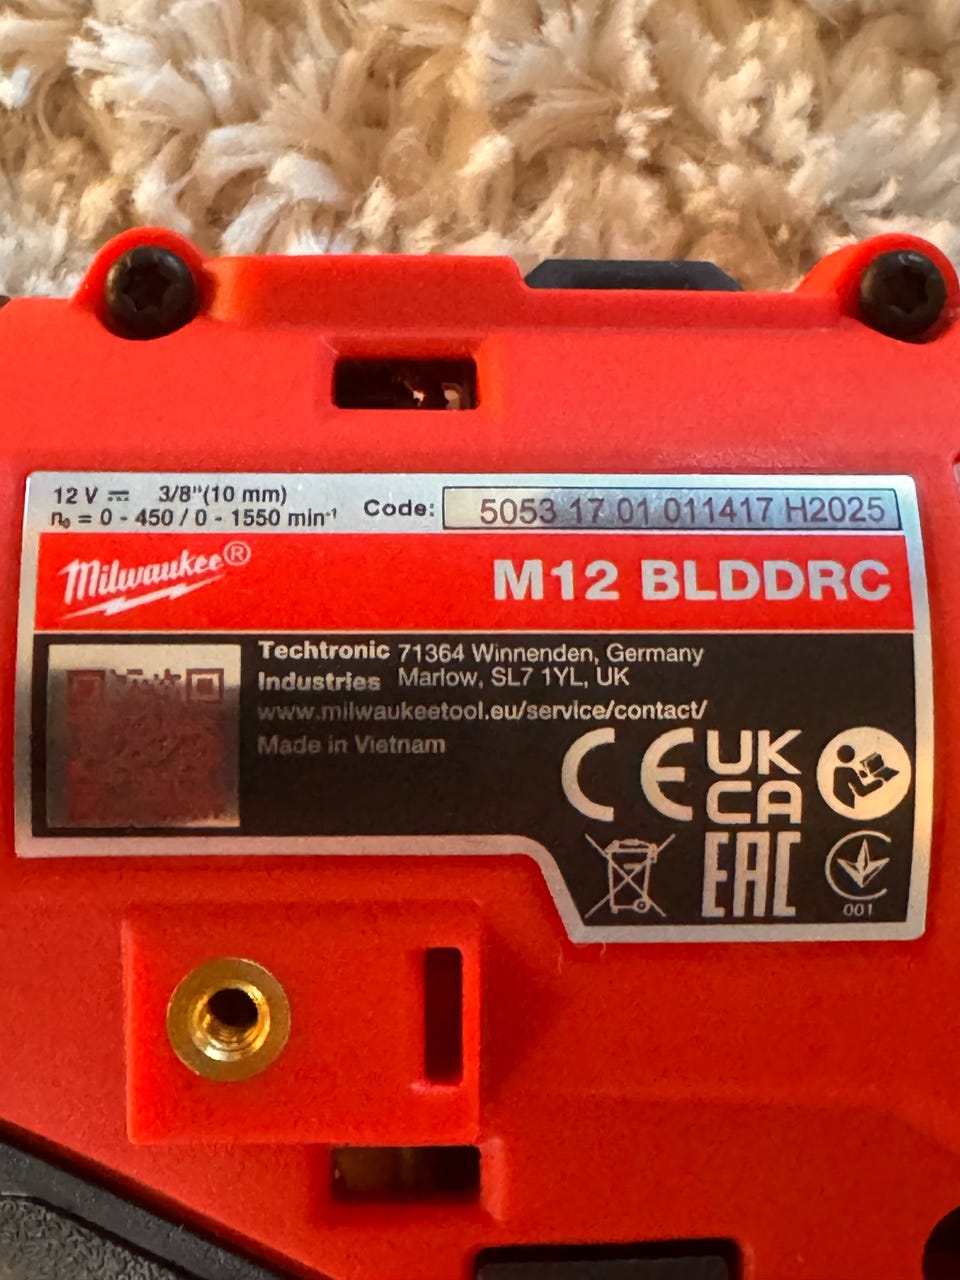 12 V 3/8"(10 mm)
n₀ = 0 - 450 / 0 - 1550 min⁻¹
Code: 5053 17 01 011417 H2025
Milwaukee®
M12 BLDDRC
Techtronic Industries
71364 Winnenden, Germany
Marlow, SL7 1YL, UK
www.milwaukeetool.eu/service/contact/
Made in Vietnam
CE
UK
CA
EAC
001